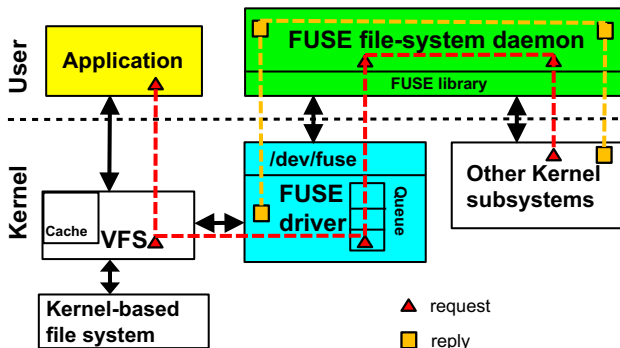 User
Application
FUSE file-system daemon
FUSE library
Kernel
Cache
VFS
/dev/fuse
FUSE
driver
Queue
Other Kernel
subsystems
Kernel-based
file system
request
reply